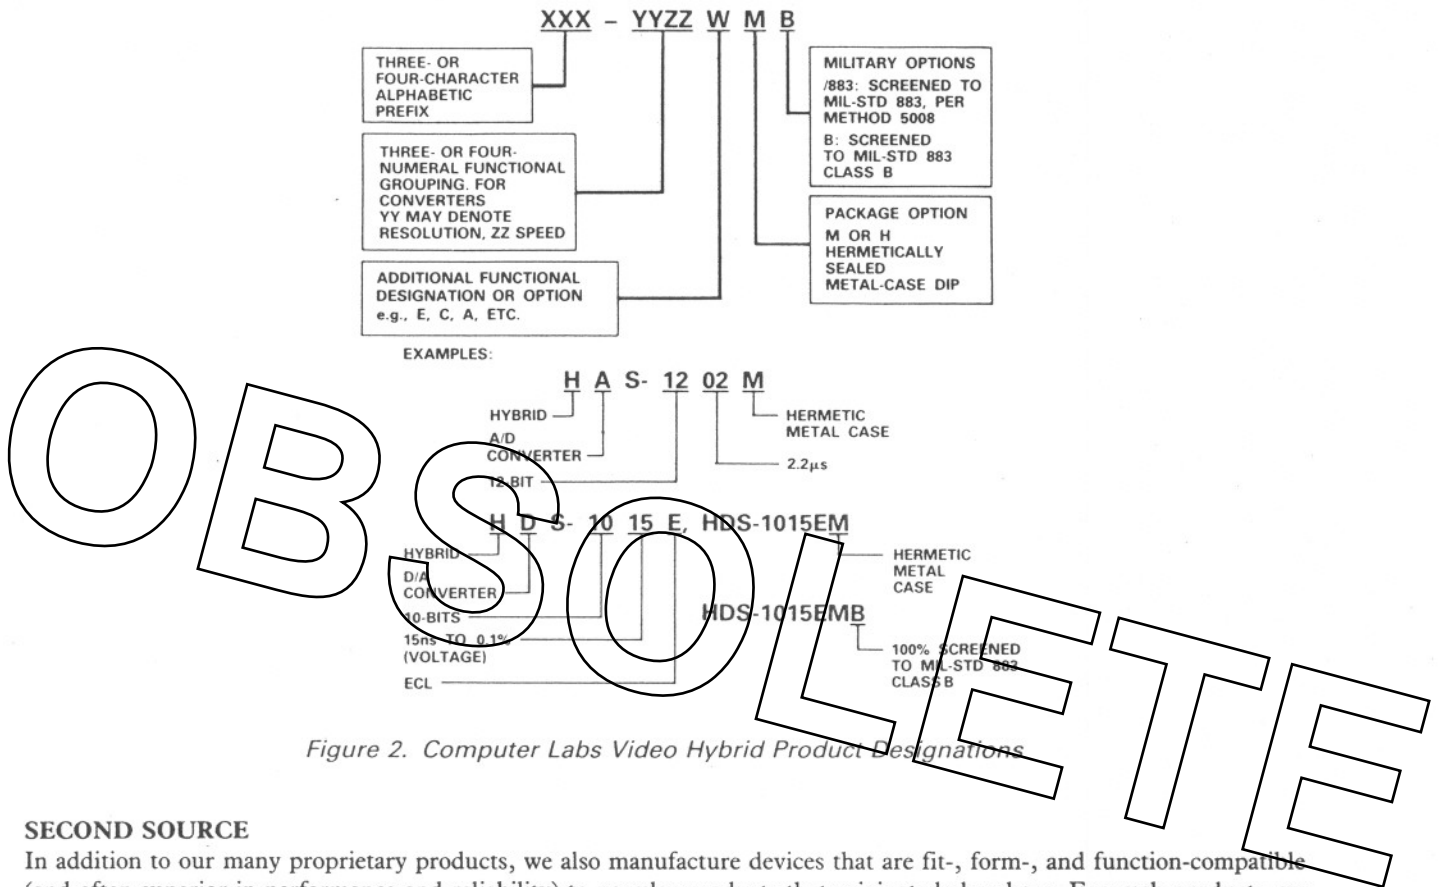 XXX – YYZZ W M B
THREE- OR
FOUR-CHARACTER
ALPHABETIC
PREFIX
THREE- OR FOUR-
NUMERAL FUNCTIONAL
GROUPING. FOR
CONVERTERS
YY MAY DENOTE
RESOLUTION, ZZ SPEED
ADDITIONAL FUNCTIONAL
DESIGNATION OR OPTION
e.g., E, C, A, ETC.
MILITARY OPTIONS
/883: SCREENED TO
MIL-STD 883, PER
METHOD 5008
B: SCREENED
TO MIL-STD 883
CLASS B
PACKAGE OPTION
M OR H
HERMETICALLY
SEALED
METAL-CASE DIP
EXAMPLES:
H A S- 12 02 M
HYBRID
A/D
CONVERTER
12-BIT
HERMETIC
METAL CASE
2.2μs
H D S- 10 15 E, HDS-1015EM
HYBRID
D/A
CONVERTER
10-BITS
15ns TO 0.1%
(VOLTAGE)
ECL
HERMETIC
METAL
CASE
HDS-1015EMB
100% SCREENED
TO MIL-STD 883
CLASS B
OBSOLETE
Figure 2. Computer Labs Video Hybrid Product Designations
SECOND SOURCE
In addition to our many proprietary products, we also manufacture devices that are fit-, form-, and function-compatible